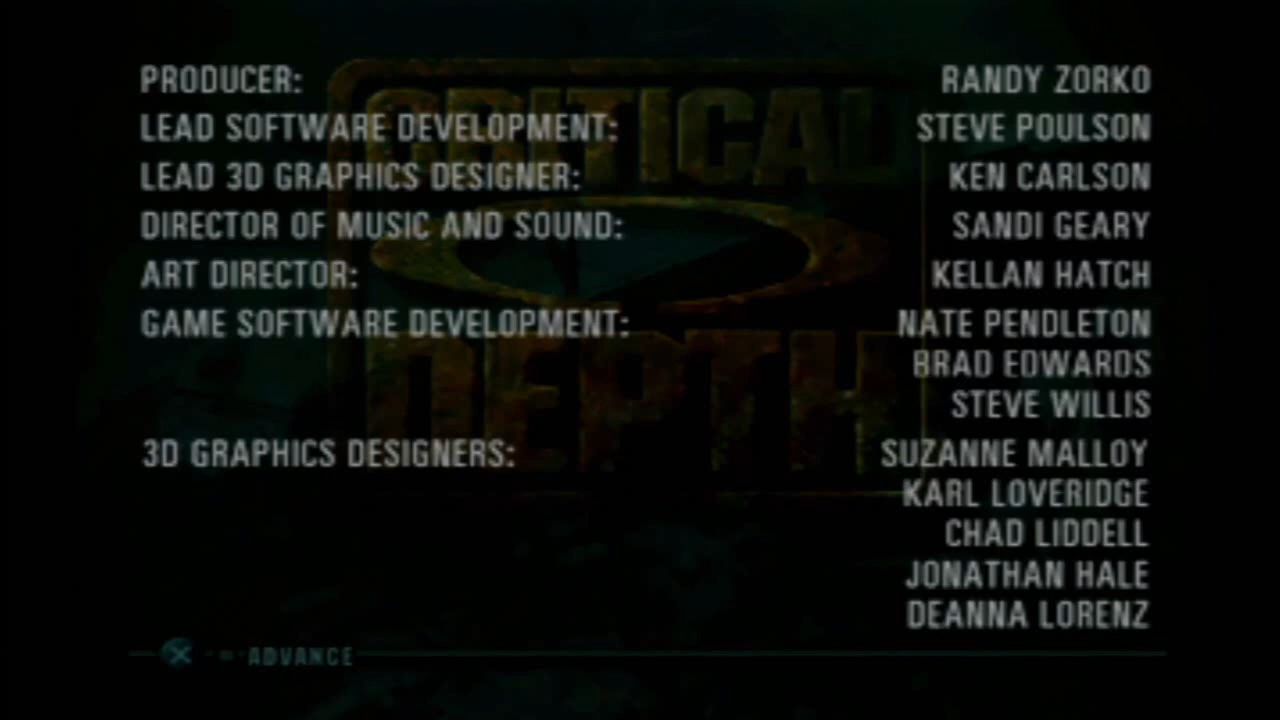 PRODUCER: RANDY ZORKO
LEAD SOFTWARE DEVELOPMENT: STEVE POULSON
LEAD 3D GRAPHICS DESIGNER: KEN CARLSON
DIRECTOR OF MUSIC AND SOUND: SANDI GEARY
ART DIRECTOR: KELLAN HATCH
GAME SOFTWARE DEVELOPMENT: NATE PENDLETON
BRAD EDWARDS
STEVE WILLIS
3D GRAPHICS DESIGNERS: SUZANNE MALLOY
KARL LOVERIDGE
CHAD LIDDELL
JONATHAN HALE
DEANNA LORENZ
CRITICAL
DEPTH
= ADVANCE